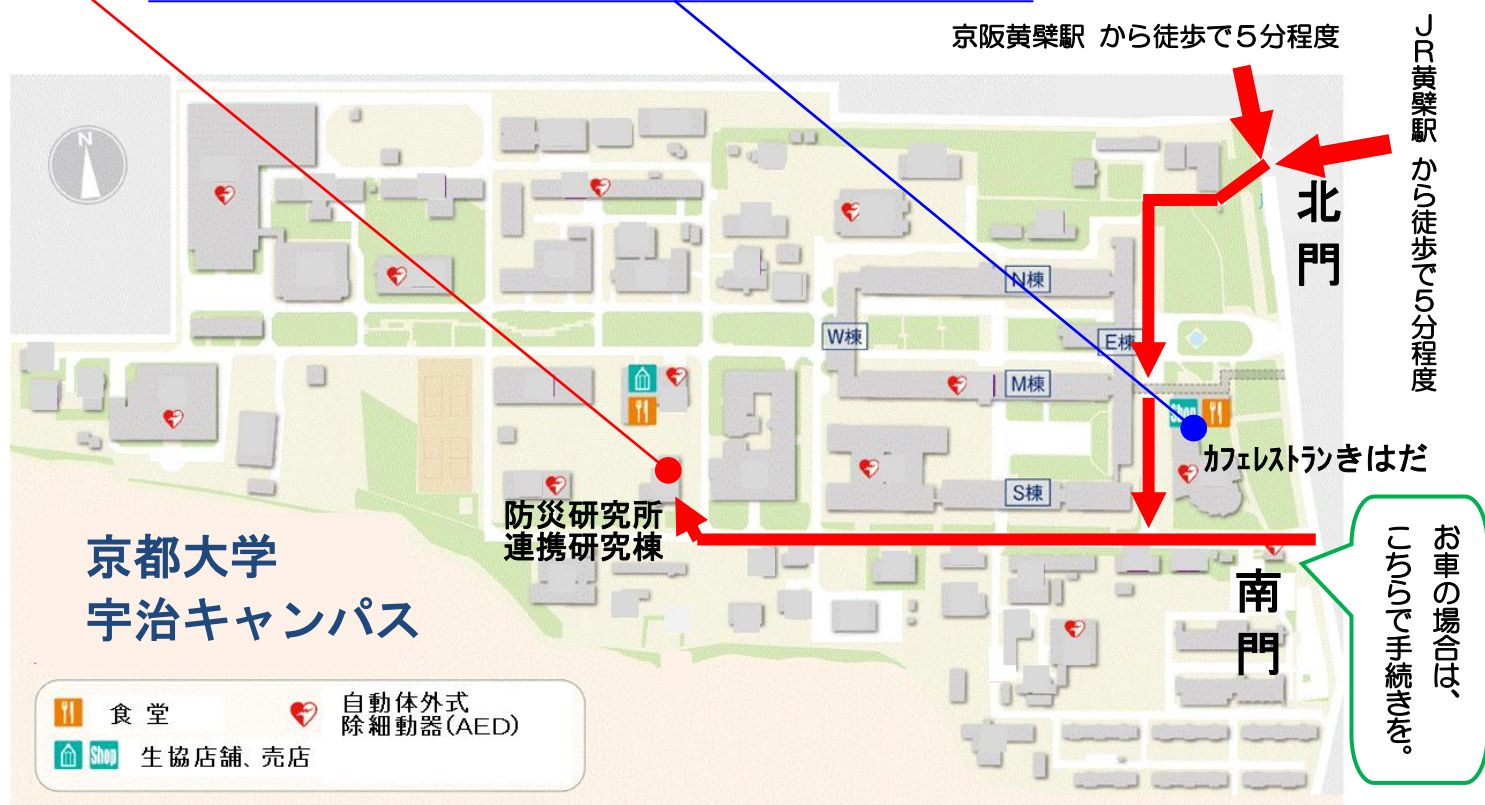 京阪黄檗駅 から徒歩で5分程度
JR黄檗駅 から徒歩で5分程度
N
北門
N棟
W棟
E棟
M棟
Shop
カフェレストランきはだ
S棟
防災研究所
連携研究棟
京都大学
宇治キャンパス
南門
お車の場合は、
こちらで手続きを。
食堂
自動体外式
除細動器(AED)
Shop
生協店舗、売店